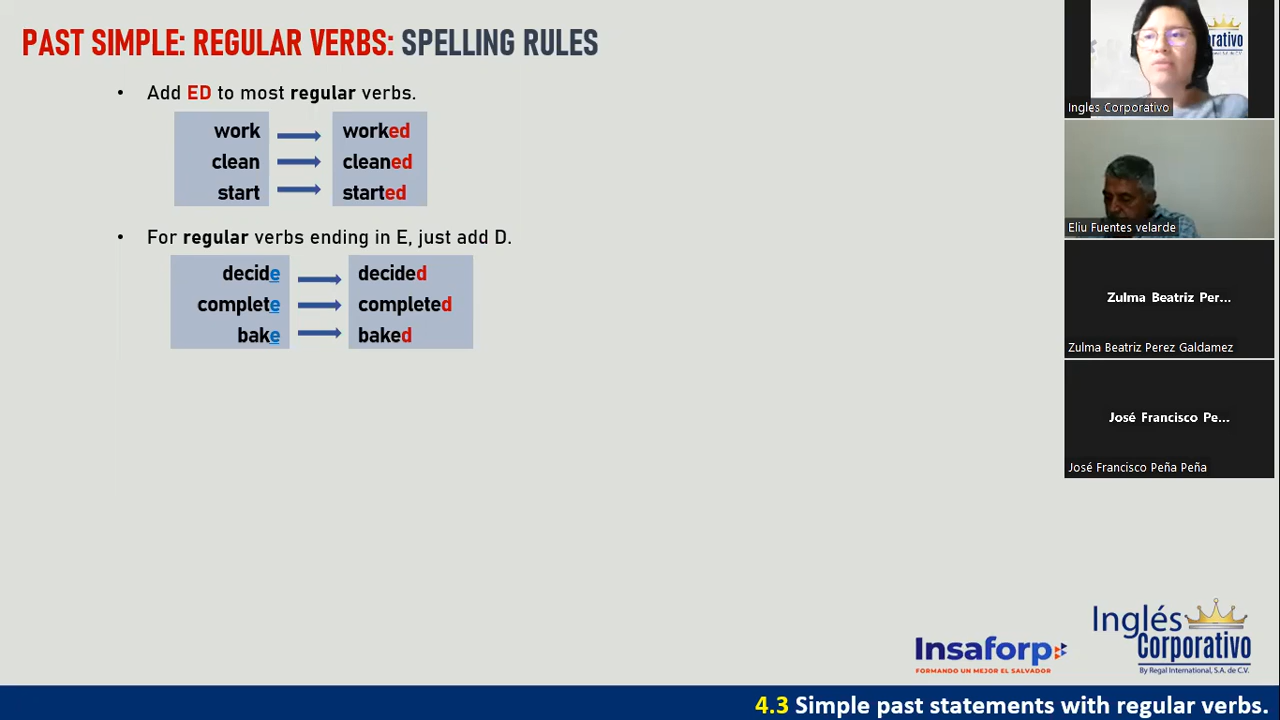 PAST SIMPLE: REGULAR VERBS: SPELLING RULES
• Add ED to most regular verbs.
work worked
clean cleaned
start started
• For regular verbs ending in E, just add D.
decide decided
complete completed
bake baked
orativo
Ingles Corporativo
Eliu Fuentes velarde
Zulma Beatriz Per...
Zulma Beatriz Perez Galdamez
José Francisco Pe...
José Francisco Peña Peña
Insaforp
FORMANDO UN MEJOR EL SALVADOR
Inglés
Corporativo
By Regal International, S.A. de C.V.
4.3 Simple past statements with regular verbs.